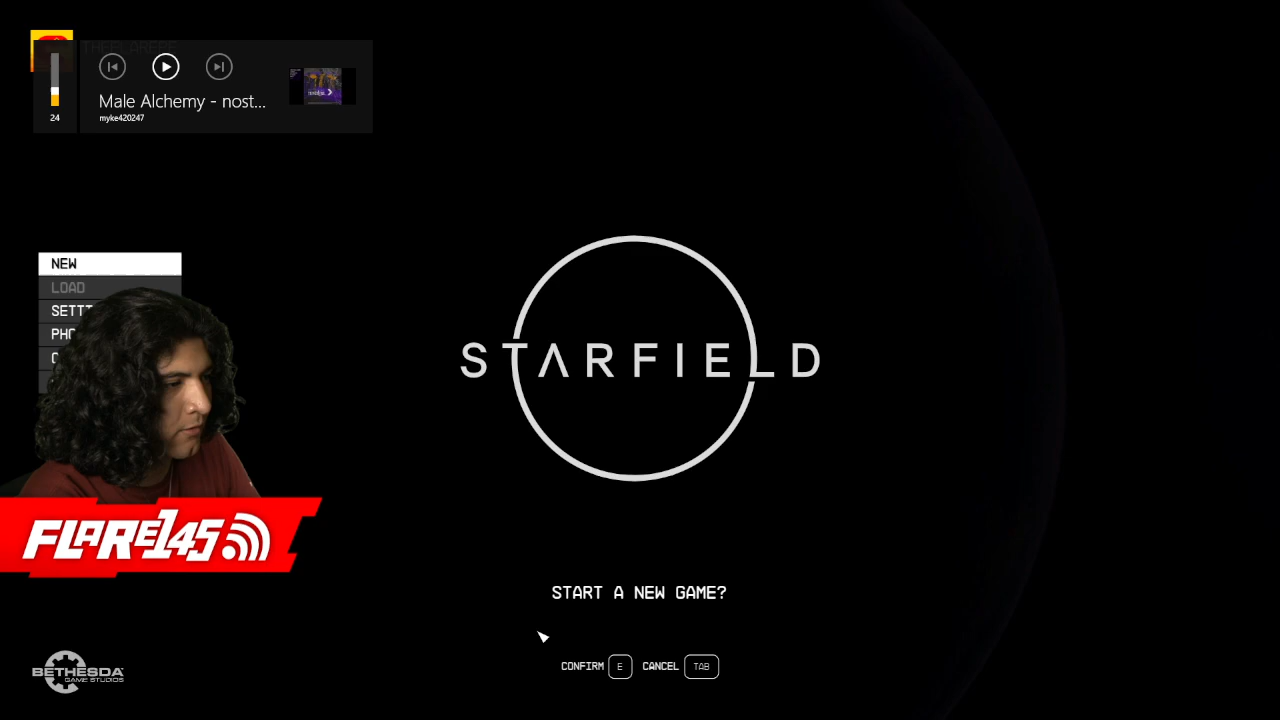 24
Male Alchemy - nost...
myke420247
NEW
LOAD
STARFIELD
FLARE145
START A NEW GAME?
CONFIRM E CANCEL TAB
BETHESDA
GAME STUDIOS